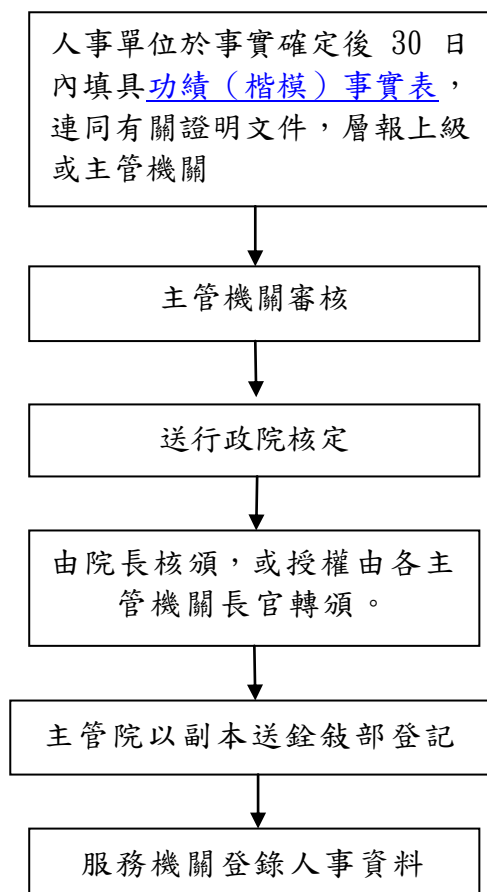 人事單位於事實確定後 30 日
內填具功績（楷模）事實表，
連同有關證明文件，層報上級
或主管機關
主管機關審核
送行政院核定
由院長核頒，或授權由各主
管機關長官轉頒。
主管院以副本送銓敍部登記
服務機關登錄人事資料